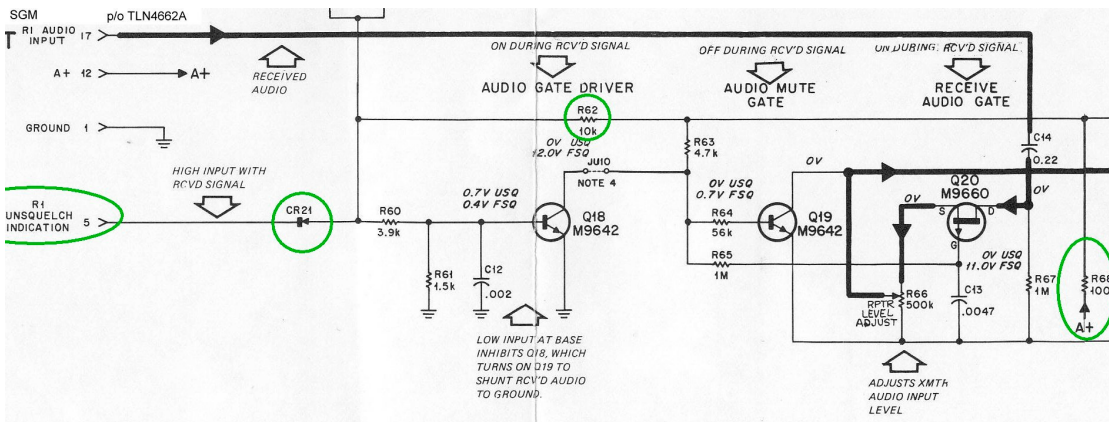 SGM
p/o TLN4662A
R1 AUDIO
INPUT 17
A+ 12
A+
GROUND 1
R1
UNSQUELCH
INDICATION 5
RECEIVED
AUDIO
HIGH INPUT WITH
RCVD SIGNAL
CR21
ON DURING RCV'D SIGNAL
AUDIO GATE DRIVER
R62
10k
0V USQ
12.0V FSQ
JU10
NOTE 4
R60
3.9k
0.7V USQ
0.4V FSQ
R61
1.5k
C12
.002
Q18
M9642
LOW INPUT AT BASE
INHIBITS Q18, WHICH
TURNS ON Q19 TO
SHUNT RCV'D AUDIO
TO GROUND.
OFF DURING RCV'D SIGNAL
AUDIO MUTE
GATE
R63
4.7k
0V USQ
0.7V FSQ
R64
56k
R65
1M
Q19
M9642
0V
ON DURING RCV'D SIGNAL
RECEIVE
AUDIO GATE
C14
0.22
Q20
M9660
0V
0V
S
D
G
0V USQ
11.0V FSQ
R66
500k
RPTR
LEVEL
ADJUST
C13
.0047
R67
1M
R68
100
A+
ADJUSTS XMTR
AUDIO INPUT
LEVEL